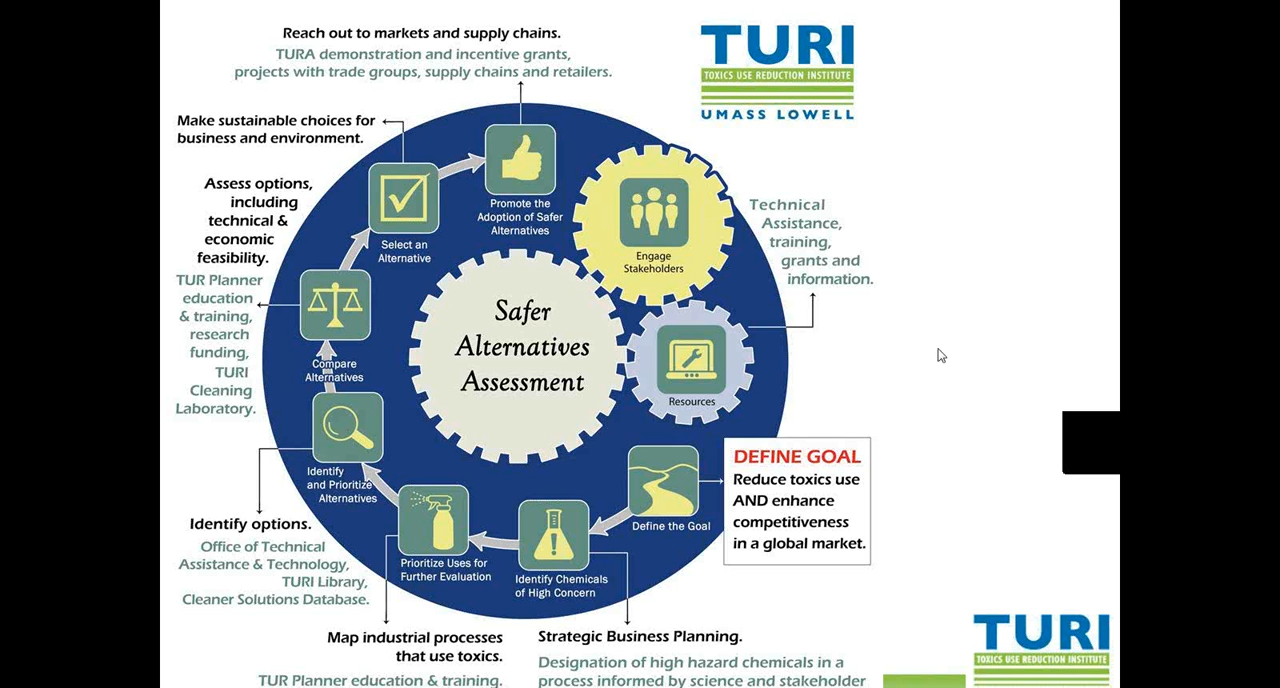 Reach out to markets and supply chains.
TURA demonstration and incentive grants,
projects with trade groups, supply chains and retailers.
TURI
TOXICS USE REDUCTION INSTITUTE
UMASS LOWELL
Make sustainable choices for
business and environment.
Promote the
Adoption of Safer
Alternatives
Assess options,
including
technical &
economic
feasibility.
Select an
Alternative
Engage
Stakeholders
Technical
Assistance,
training,
grants and
information.
TUR Planner
education
& training,
research
funding,
TURI
Cleaning
Laboratory.
Safer
Alternatives
Assessment
Compare
Alternatives
Resources
Identify
and Prioritize
Alternatives
DEFINE GOAL
Reduce toxics use
AND enhance
competitiveness
in a global market.
Define the Goal
Identify options.
Office of Technical
Assistance & Technology,
TURI Library,
Cleaner Solutions Database.
Prioritize Uses for
Further Evaluation
Identify Chemicals
of High Concern
Map industrial processes
that use toxics.
TUR Planner education & training.
Strategic Business Planning.
Designation of high hazard chemicals in a
process informed by science and stakeholder
TURI
TOXICS USE REDUCTION INSTITUTE